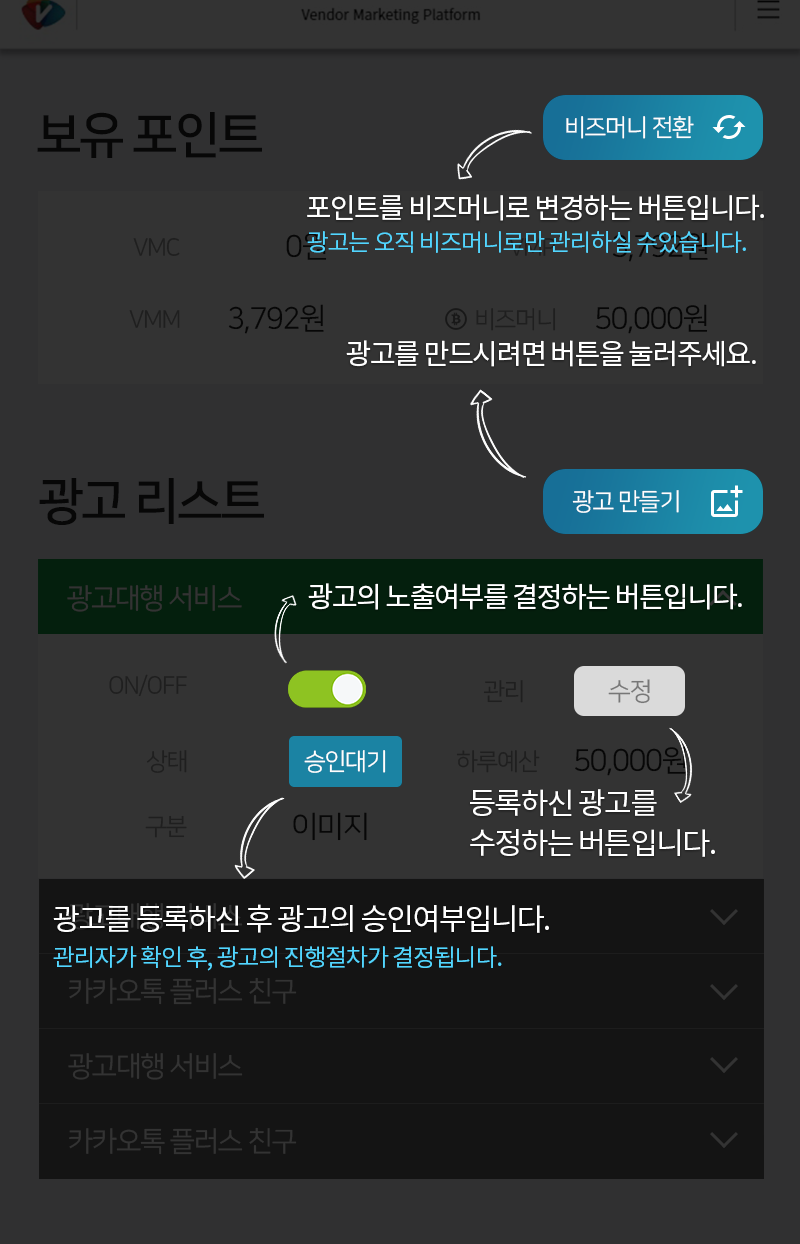 Vendor Marketing Platform
보유 포인트
비즈머니 전환
포인트를 비즈머니로 변경하는 버튼입니다.
광고는 오직 비즈머니로만 관리하실 수있습니다.
VMC 0원 3,792원
VMM 3,792원 비즈머니 50,000원
광고를 만드시려면 버튼을 눌러주세요.
광고 리스트
광고 만들기
광고대행 서비스
광고의 노출여부를 결정하는 버튼입니다.
ON/OFF 관리 수정
상태 승인대기 하루예산 50,000원
등록하신 광고를
수정하는 버튼입니다.
구분 이미지
광고를 등록하신 후 광고의 승인여부입니다.
관리자가 확인 후, 광고의 진행절차가 결정됩니다.
카카오톡 플러스 친구
광고대행 서비스
카카오톡 플러스 친구